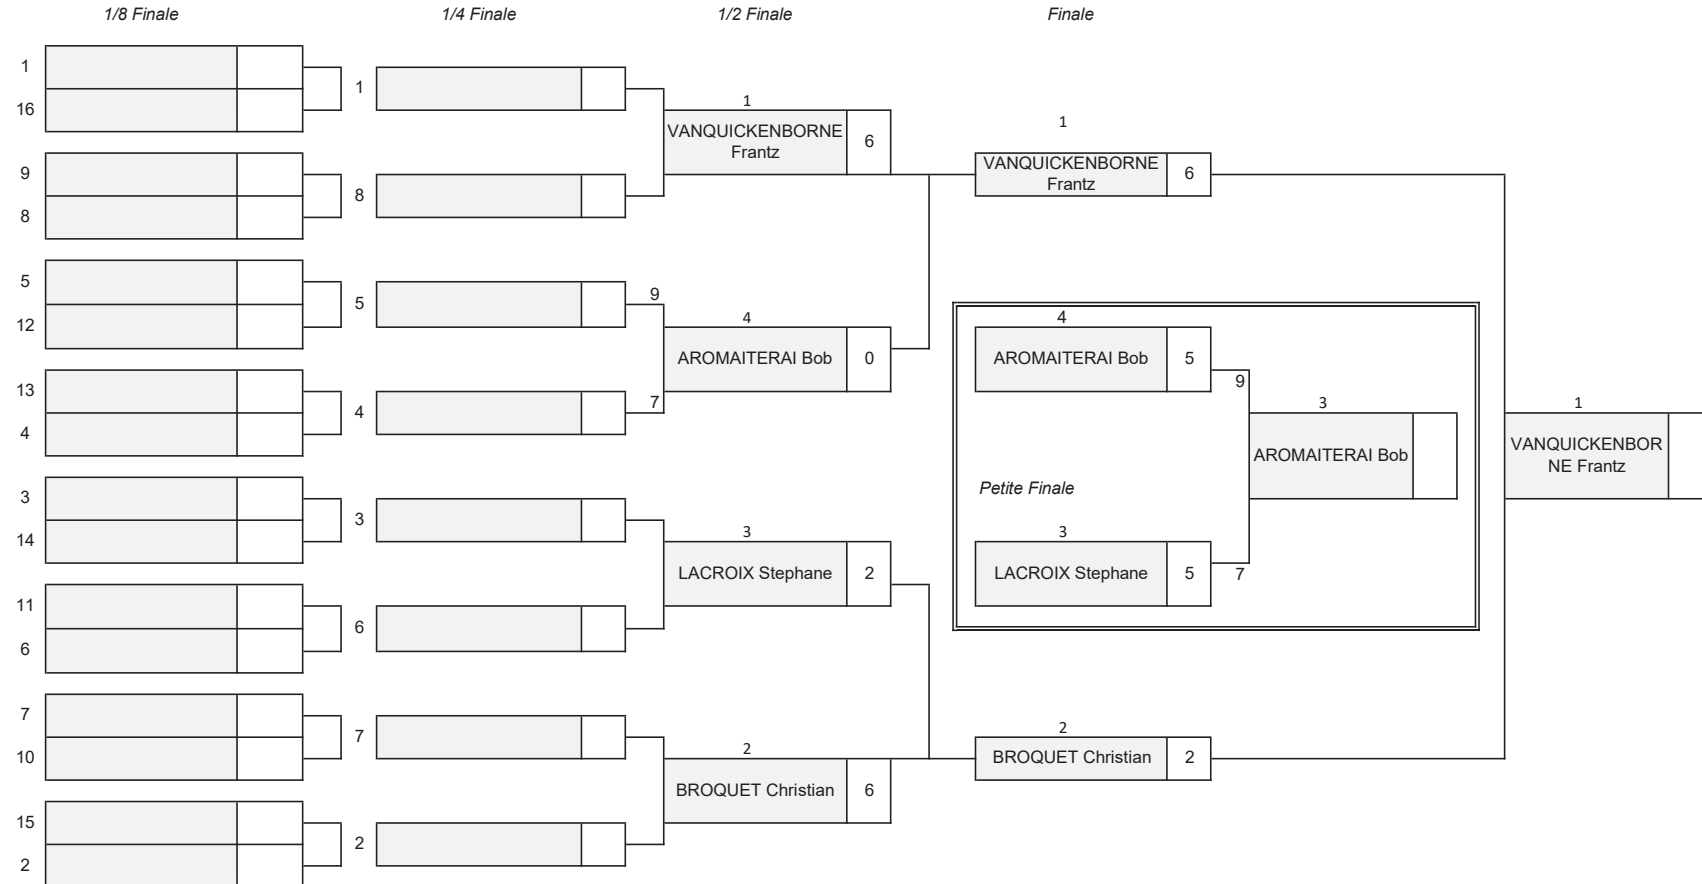 1/8 Finale
1/4 Finale
1/2 Finale
Finale
1
16
9
8
5
12
13
4
3
14
11
6
7
10
15
2
1
8
5
4
3
6
7
2
1
VANQUICKENBORNE
Frantz
6
9
4
AROMAITERAI Bob
0
7
3
LACROIX Stephane
2
2
BROQUET Christian
6
1
VANQUICKENBORNE
Frantz
6
4
AROMAITERAI Bob
5
9
3
AROMAITERAI Bob
Petite Finale
3
LACROIX Stephane
5
7
2
BROQUET Christian
2
1
VANQUICKENBOR
NE Frantz